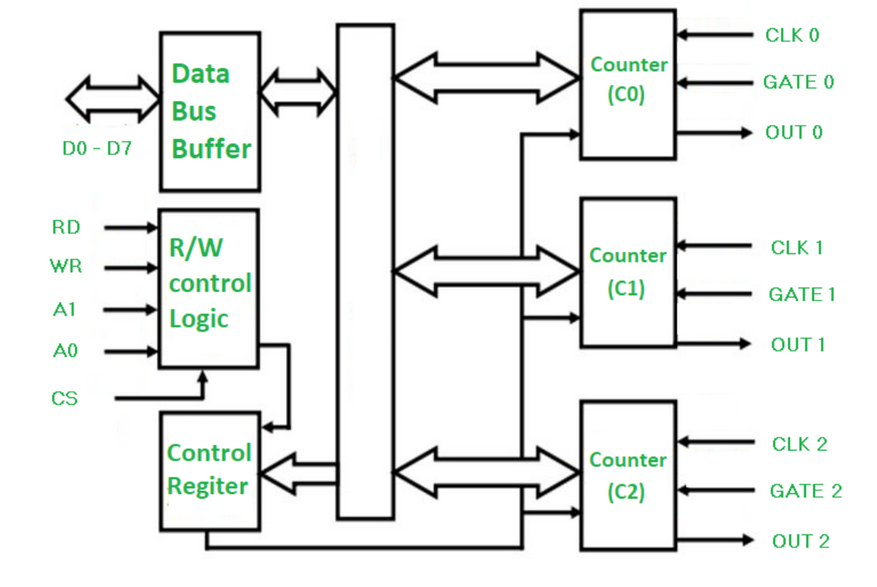 Data
Bus
Buffer
D0 - D7
R/W
control
Logic
RD
WR
A1
A0
CS
Control
Regiter
Counter
(C0)
CLK 0
GATE 0
OUT 0
Counter
(C1)
CLK 1
GATE 1
OUT 1
Counter
(C2)
CLK 2
GATE 2
OUT 2